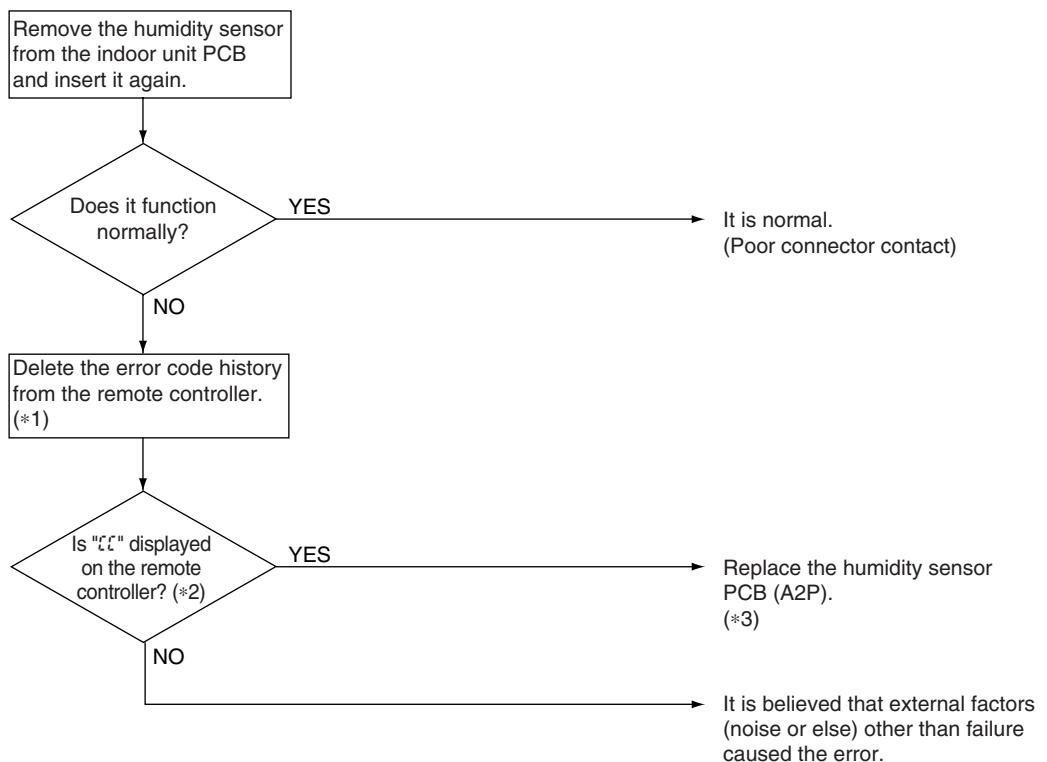 Remove the humidity sensor
from the indoor unit PCB
and insert it again.
Does it function
normally?
YES
It is normal.
(Poor connector contact)
NO
Delete the error code history
from the remote controller.
(*1)
Is "CC" displayed
on the remote
controller? (*2)
YES
Replace the humidity sensor
PCB (A2P).
(*3)
NO
It is believed that external factors
(noise or else) other than failure
caused the error.